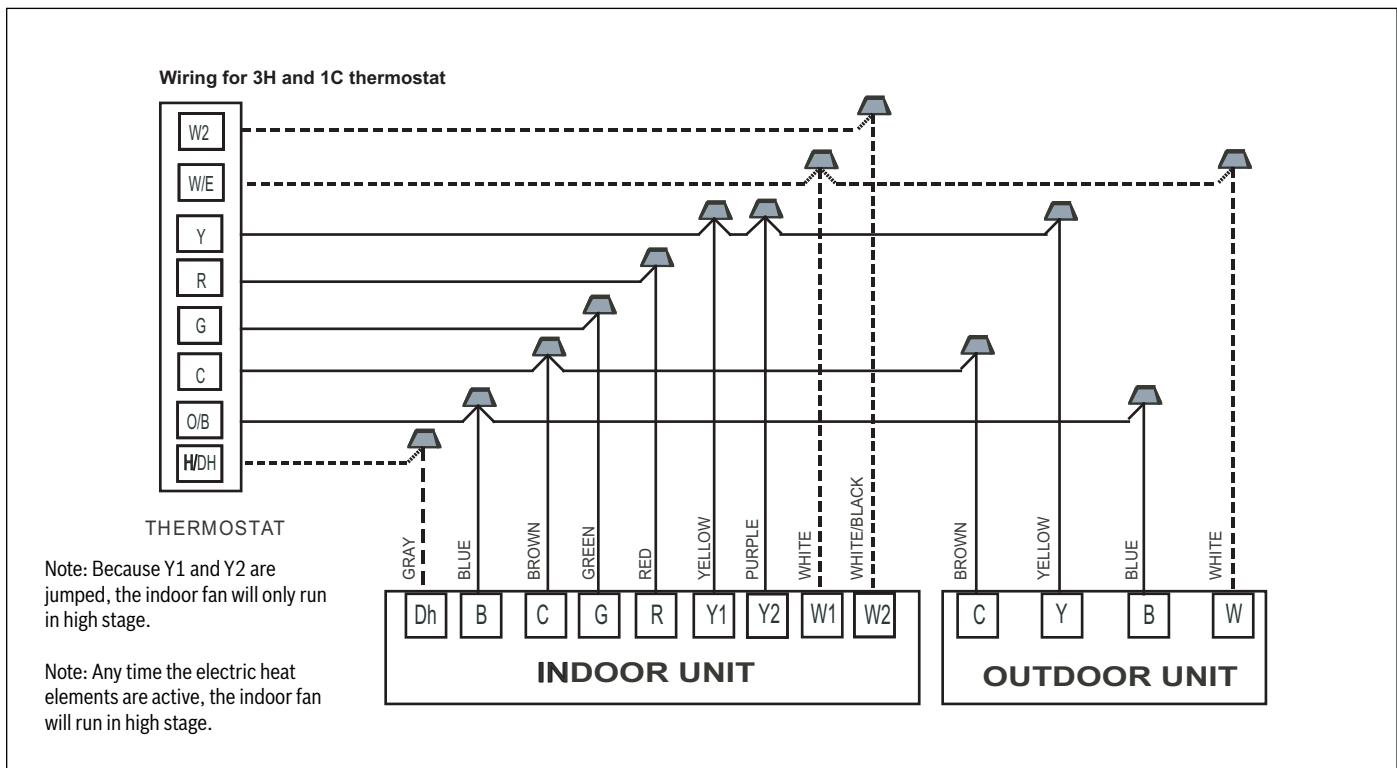 Wiring for 3H and 1C thermostat
W2
W/E
Y
R
G
C
O/B
H/DH
THERMOSTAT
Note: Because Y1 and Y2 are
jumped, the indoor fan will only run
in high stage.
Note: Any time the electric heat
elements are active, the indoor fan
will run in high stage.
GRAY
BLUE
BROWN
GREEN
RED
YELLOW
PURPLE
WHITE
WHITE/BLACK
Dh B C G R Y1 Y2 W1 W2
INDOOR UNIT
BROWN
YELLOW
BLUE
WHITE
C Y B W
OUTDOOR UNIT